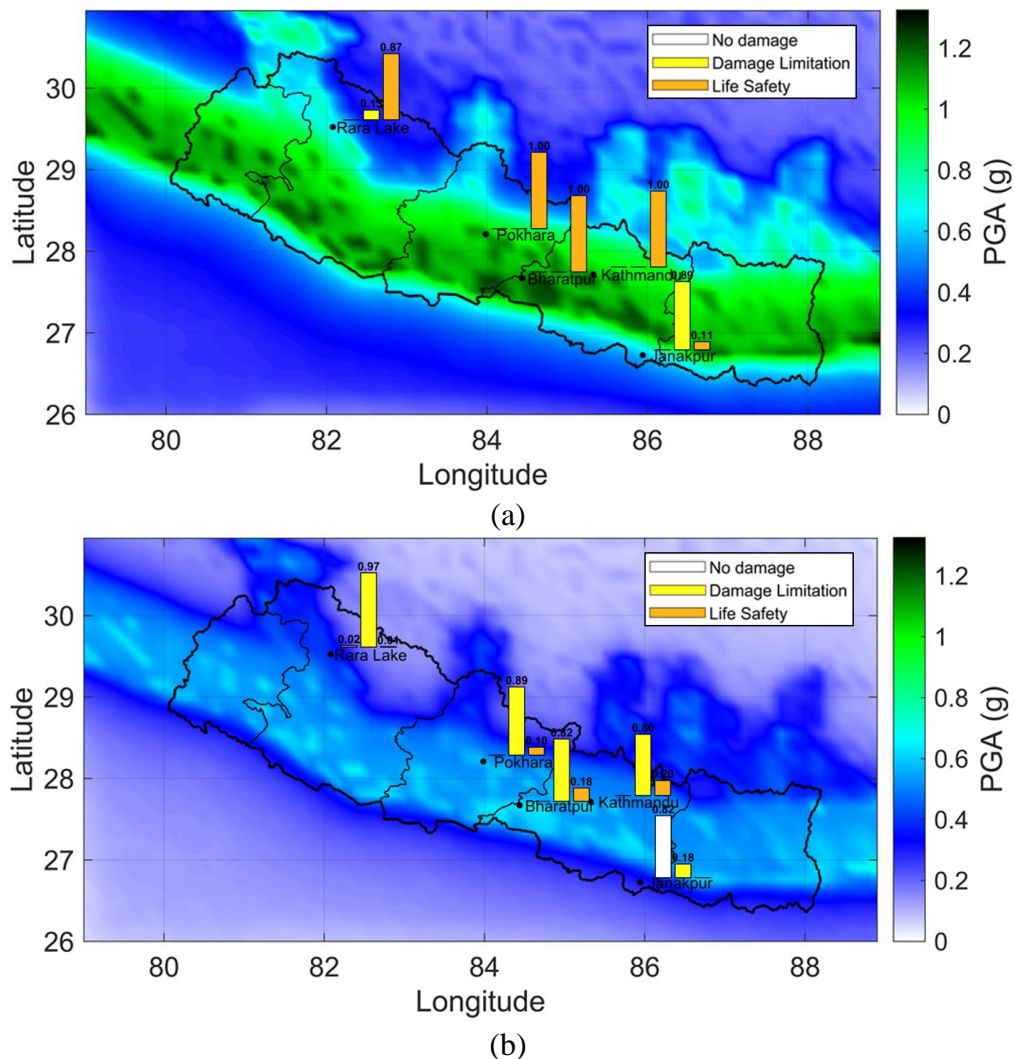 No damage
Damage Limitation
Life Safety
0.87
0.13
Rara Lake
1.00
1.00
1.00
Pokhara
Bharatpur
Kathmandu
0.89
0.11
Janakpur
30
29
28
27
26
80
82
84
86
88
Latitude
Longitude
1.2
1
0.8
0.6
0.4
0.2
0
PGA (g)
(a)
No damage
Damage Limitation
Life Safety
0.97
0.02
0.01
Rara Lake
0.89
0.10
Pokhara
0.82
0.18
Bharatpur
0.80
0.20
Kathmandu
0.82
0.18
Janakpur
30
29
28
27
26
80
82
84
86
88
Latitude
Longitude
1.2
1
0.8
0.6
0.4
0.2
0
PGA (g)
(b)